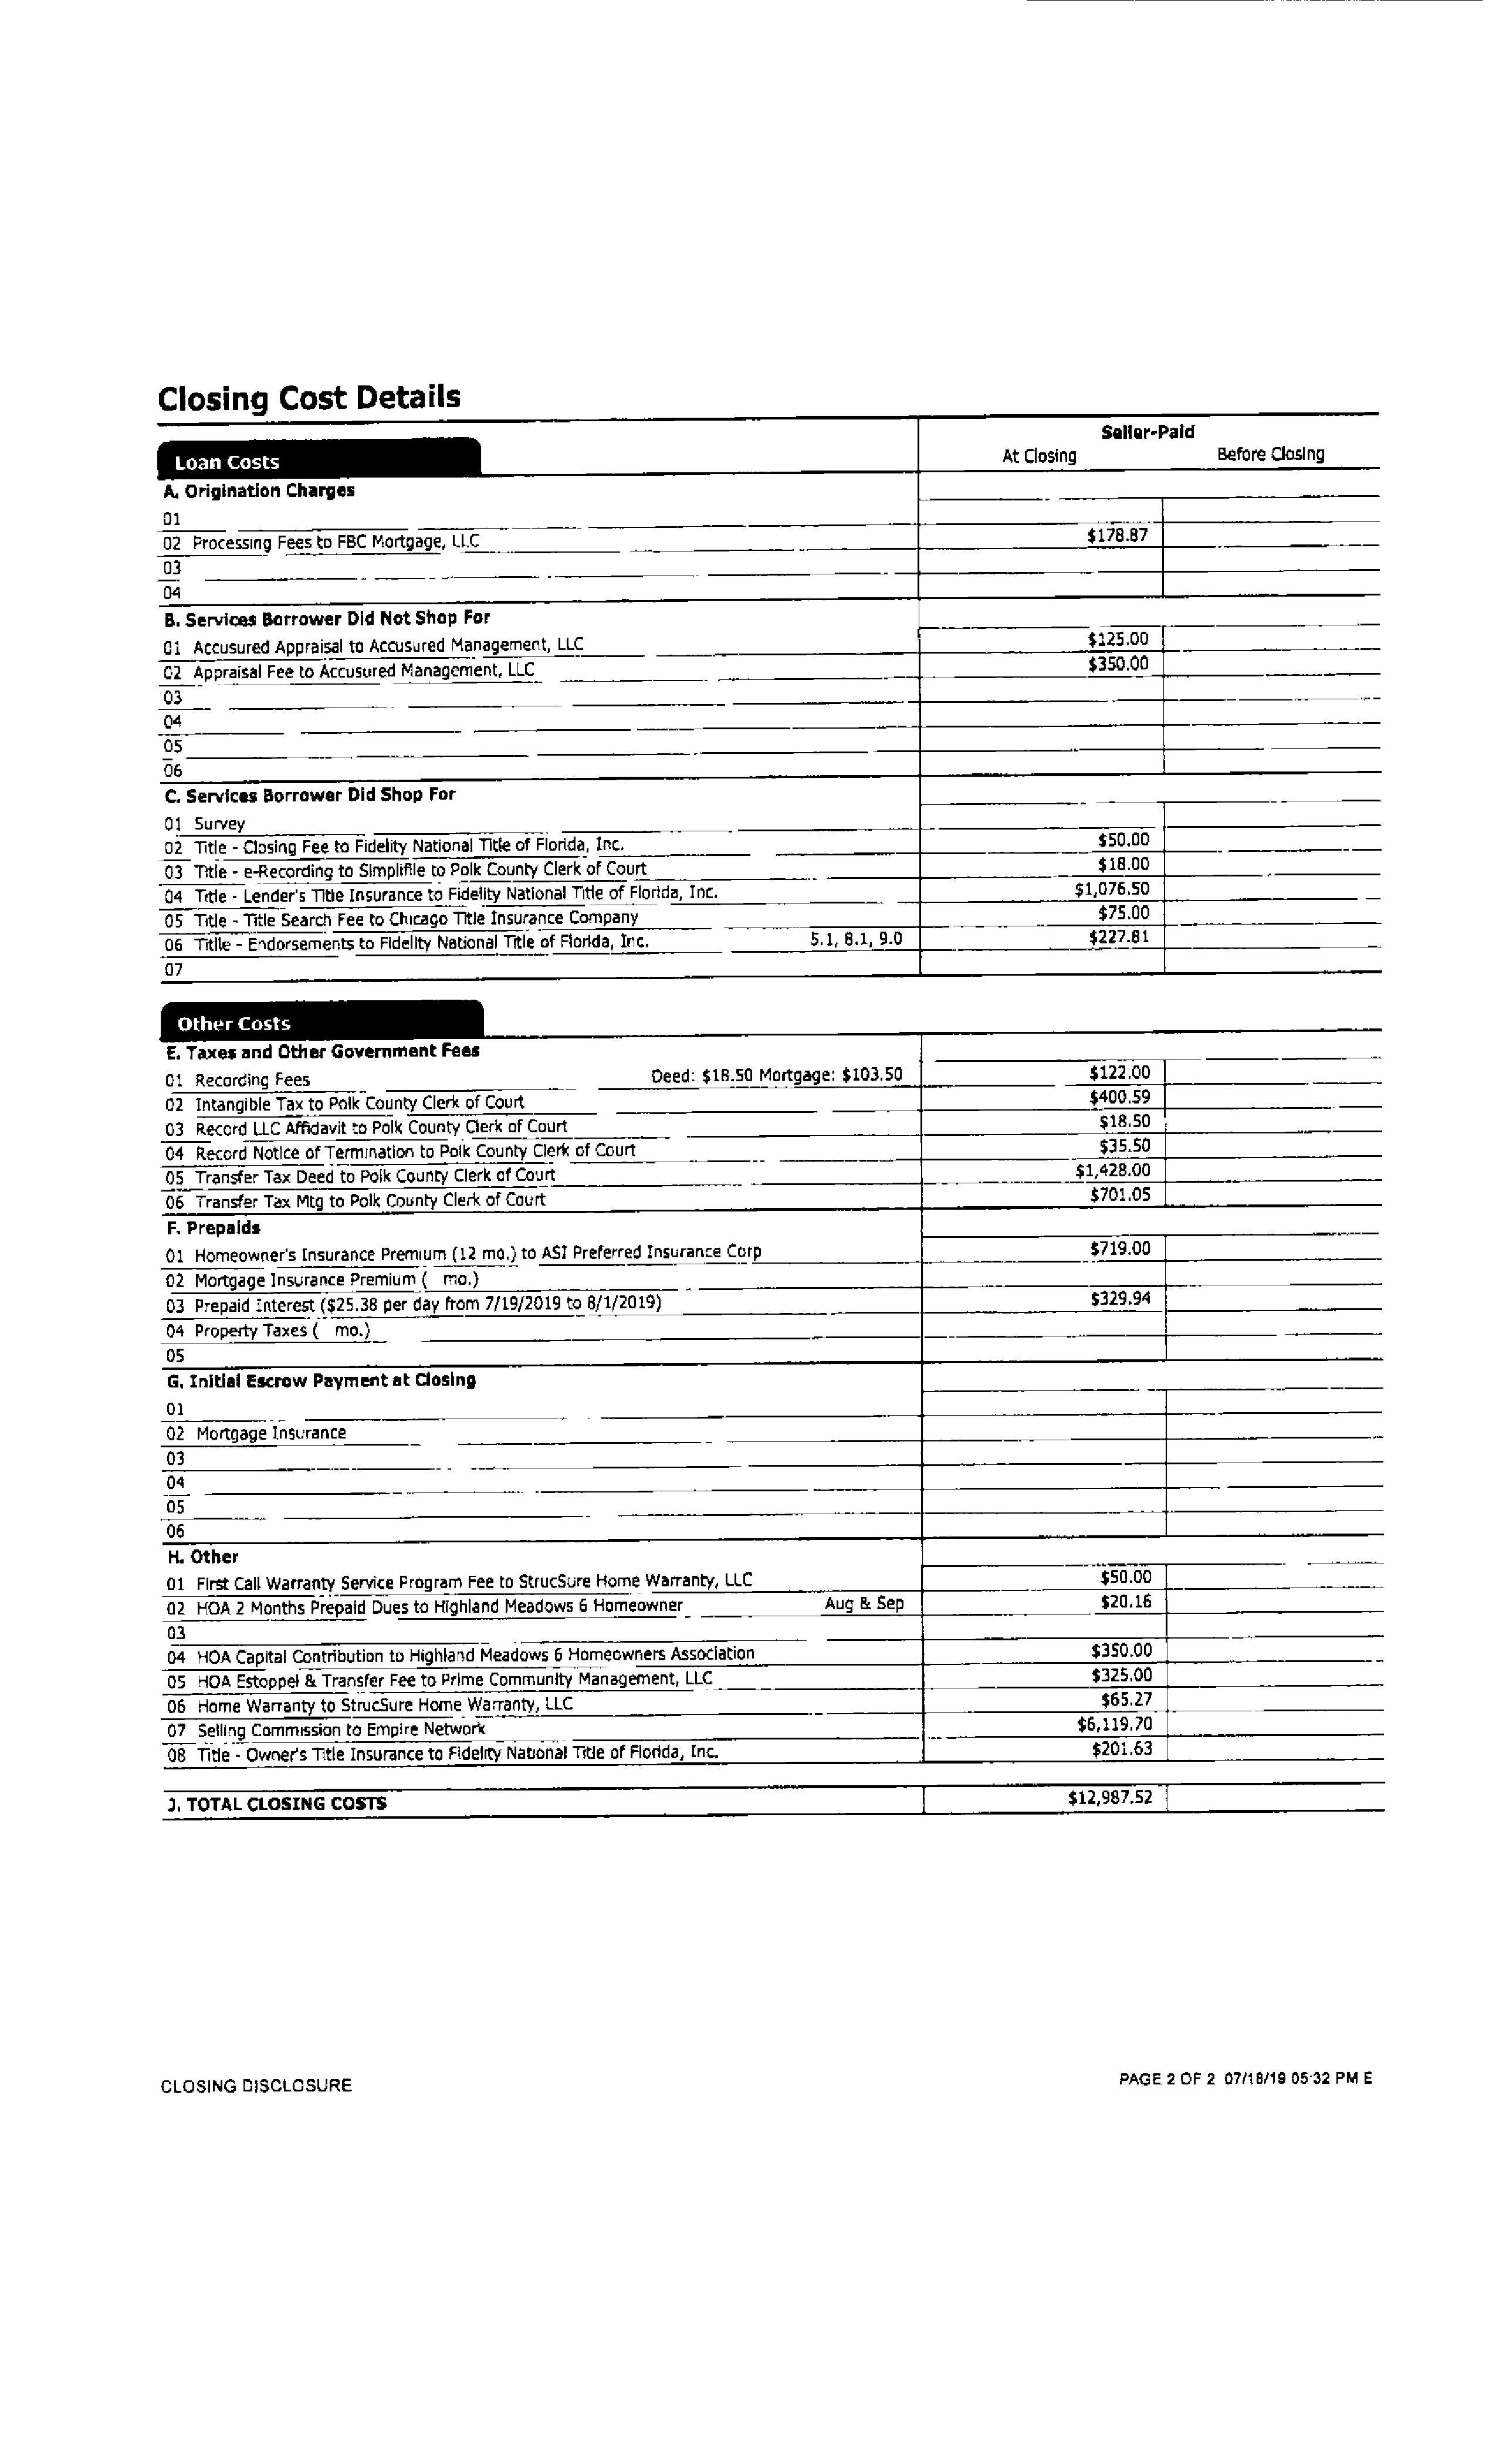 Closing Cost Details
Seller-Paid
Loan Costs At Closing Before Closing
A. Origination Charges
01
02 Processing Fees to FBC Mortgage, LLC $178.87
03
04
B. Services Borrower Did Not Shop For
01 Accusured Appraisal to Accusured Management, LLC $125.00
02 Appraisal Fee to Accusured Management, LLC $350.00
03
04
05
06
C. Services Borrower Did Shop For
01 Survey
02 Title - Closing Fee to Fidelity National Title of Florida, Inc. $50.00
03 Title - e-Recording to Simplifile to Polk County Clerk of Court $18.00
04 Title - Lender's Title Insurance to Fidelity National Title of Florida, Inc. $1,076.50
05 Title - Title Search Fee to Chicago Title Insurance Company $75.00
06 Titlle - Endorsements to Fidelity National Title of Florida, Inc. 5.1, 8.1, 9.0 $227.81
07
Other Costs
E. Taxes and Other Government Fees
01 Recording Fees Deed: $18.50 Mortgage: $103.50 $122.00
02 Intangible Tax to Polk County Clerk of Court $400.59
03 Record LLC Affidavit to Polk County Clerk of Court $18.50
04 Record Notice of Termination to Polk County Clerk of Court $35.50
05 Transfer Tax Deed to Polk County Clerk of Court $1,428.00
06 Transfer Tax Mtg to Polk County Clerk of Court $701.05
F. Prepaids
01 Homeowner's Insurance Premium (12 mo.) to ASI Preferred Insurance Corp $719.00
02 Mortgage Insurance Premium ( mo.)
03 Prepaid Interest ($25.38 per day from 7/19/2019 to 8/1/2019) $329.94
04 Property Taxes ( mo.)
05
G. Initial Escrow Payment at Closing
01
02 Mortgage Insurance
03
04
05
06
H. Other
01 First Call Warranty Service Program Fee to StrucSure Home Warranty, LLC $50.00
02 HOA 2 Months Prepaid Dues to Highland Meadows 6 Homeowner Aug & Sep $20.16
03
04 HOA Capital Contribution to Highland Meadows 6 Homeowners Association $350.00
05 HOA Estoppel & Transfer Fee to Prime Community Management, LLC $325.00
06 Home Warranty to StrucSure Home Warranty, LLC $65.27
07 Selling Commission to Empire Network $6,119.70
08 Title - Owner's Title Insurance to Fidelity National Title of Florida, Inc. $201.63
J. TOTAL CLOSING COSTS $12,987.52
CLOSING DISCLOSURE PAGE 2 OF 2 07/18/19 05:32 PM E